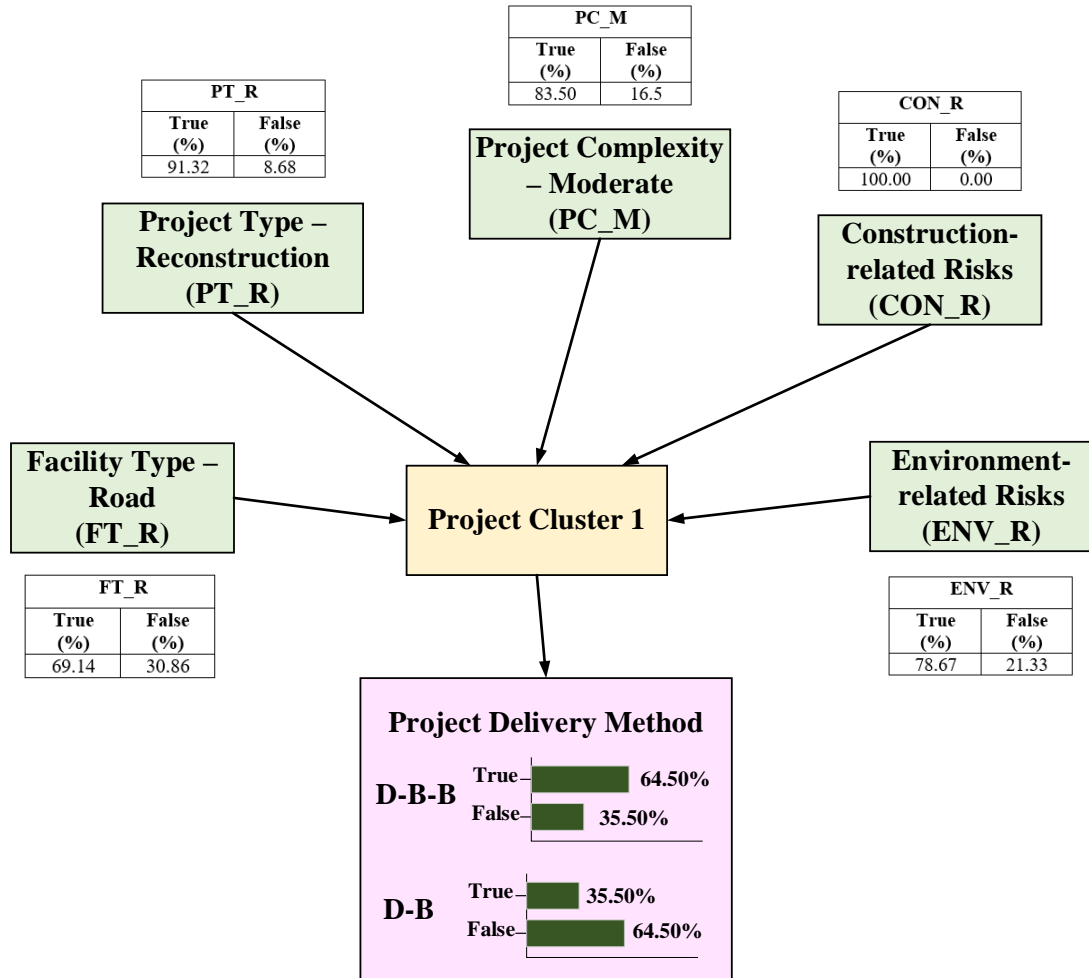 PC_M
True False
(%) (%)
83.50 16.5
PT_R
True False
(%) (%)
91.32 8.68
CON_R
True False
(%) (%)
100.00 0.00
Project Complexity
– Moderate
(PC_M)
Project Type –
Reconstruction
(PT_R)
Construction-
related Risks
(CON_R)
Facility Type –
Road
(FT_R)
Project Cluster 1
Environment-
related Risks
(ENV_R)
FT_R
True False
(%) (%)
69.14 30.86
ENV_R
True False
(%) (%)
78.67 21.33
Project Delivery Method
D-B-B
True 64.50%
False 35.50%
D-B
True 35.50%
False 64.50%